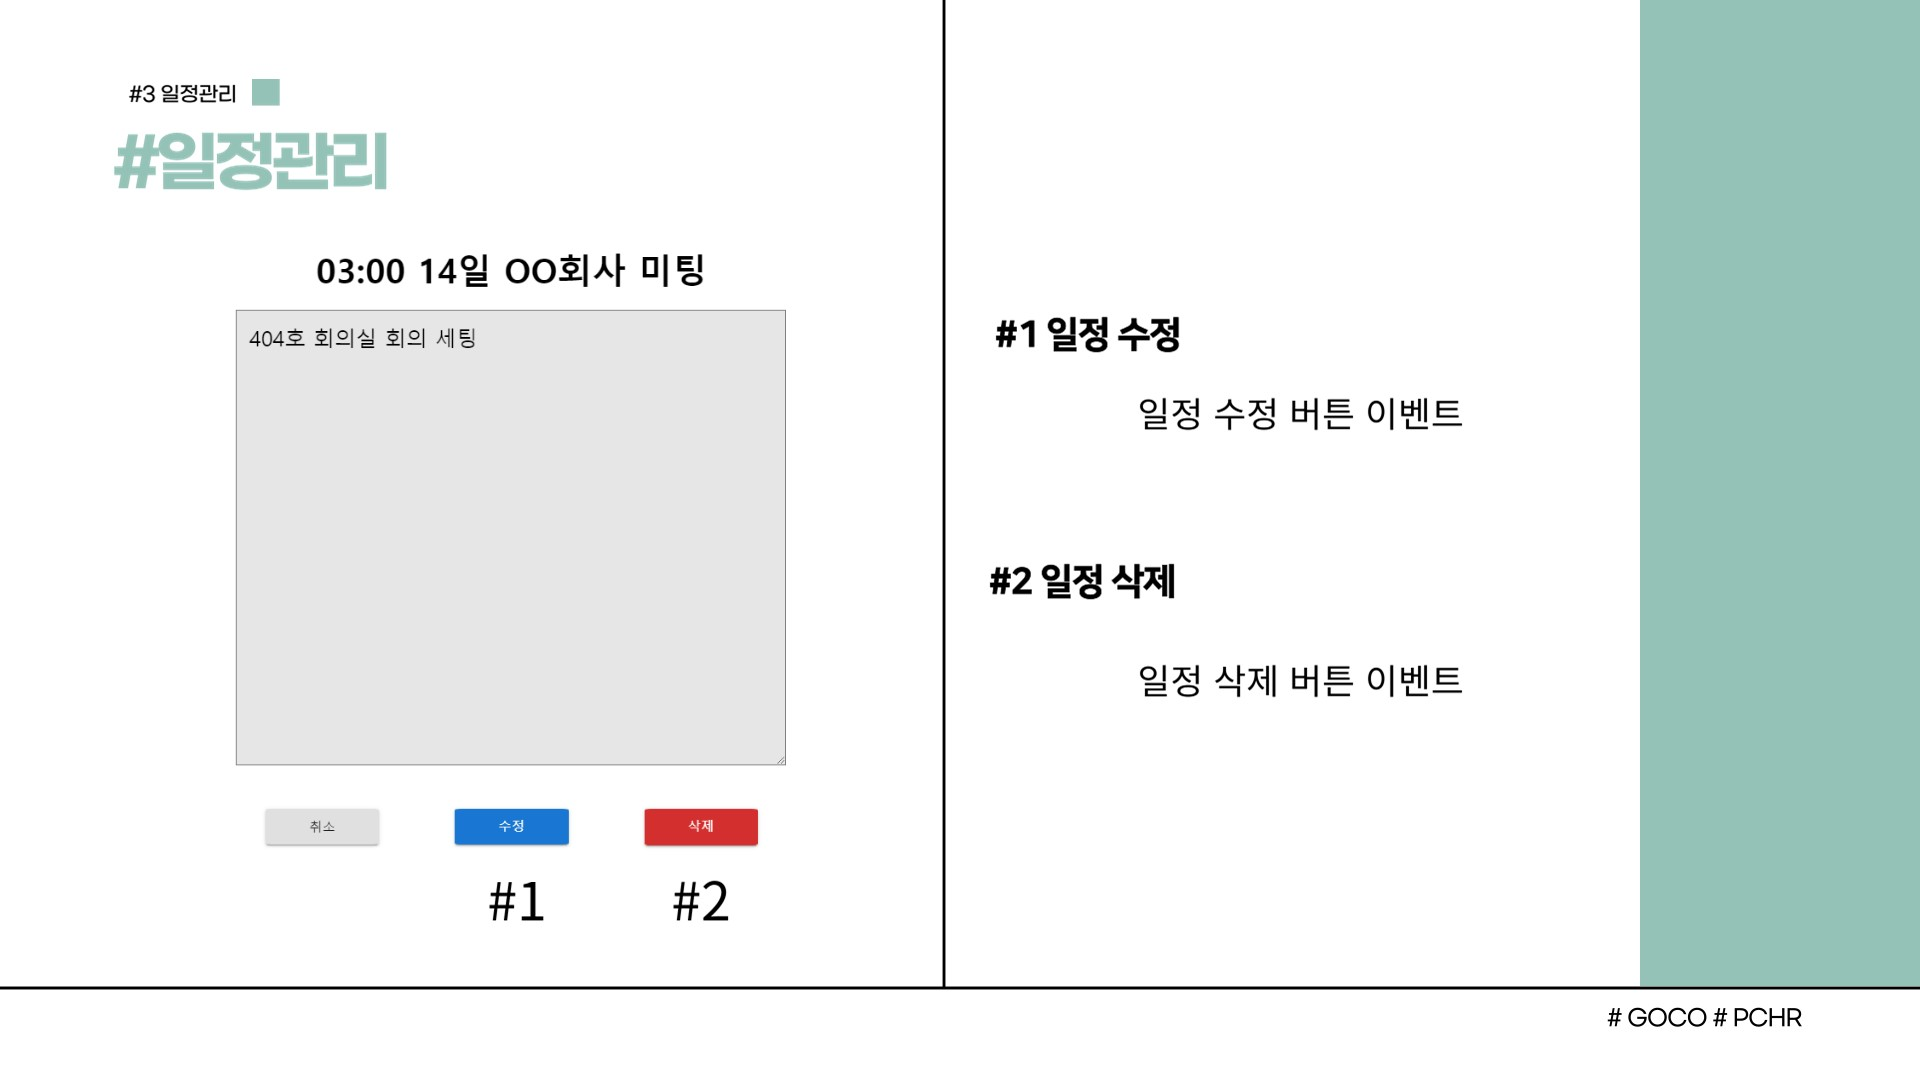 #3 일정관리
#일정관리
03:00 14일 OO회사 미팅
404호 회의실 회의 세팅
취소
수정
삭제
#1
#2
#1 일정 수정
일정 수정 버튼 이벤트
#2 일정 삭제
일정 삭제 버튼 이벤트
# GOCO # PCHR